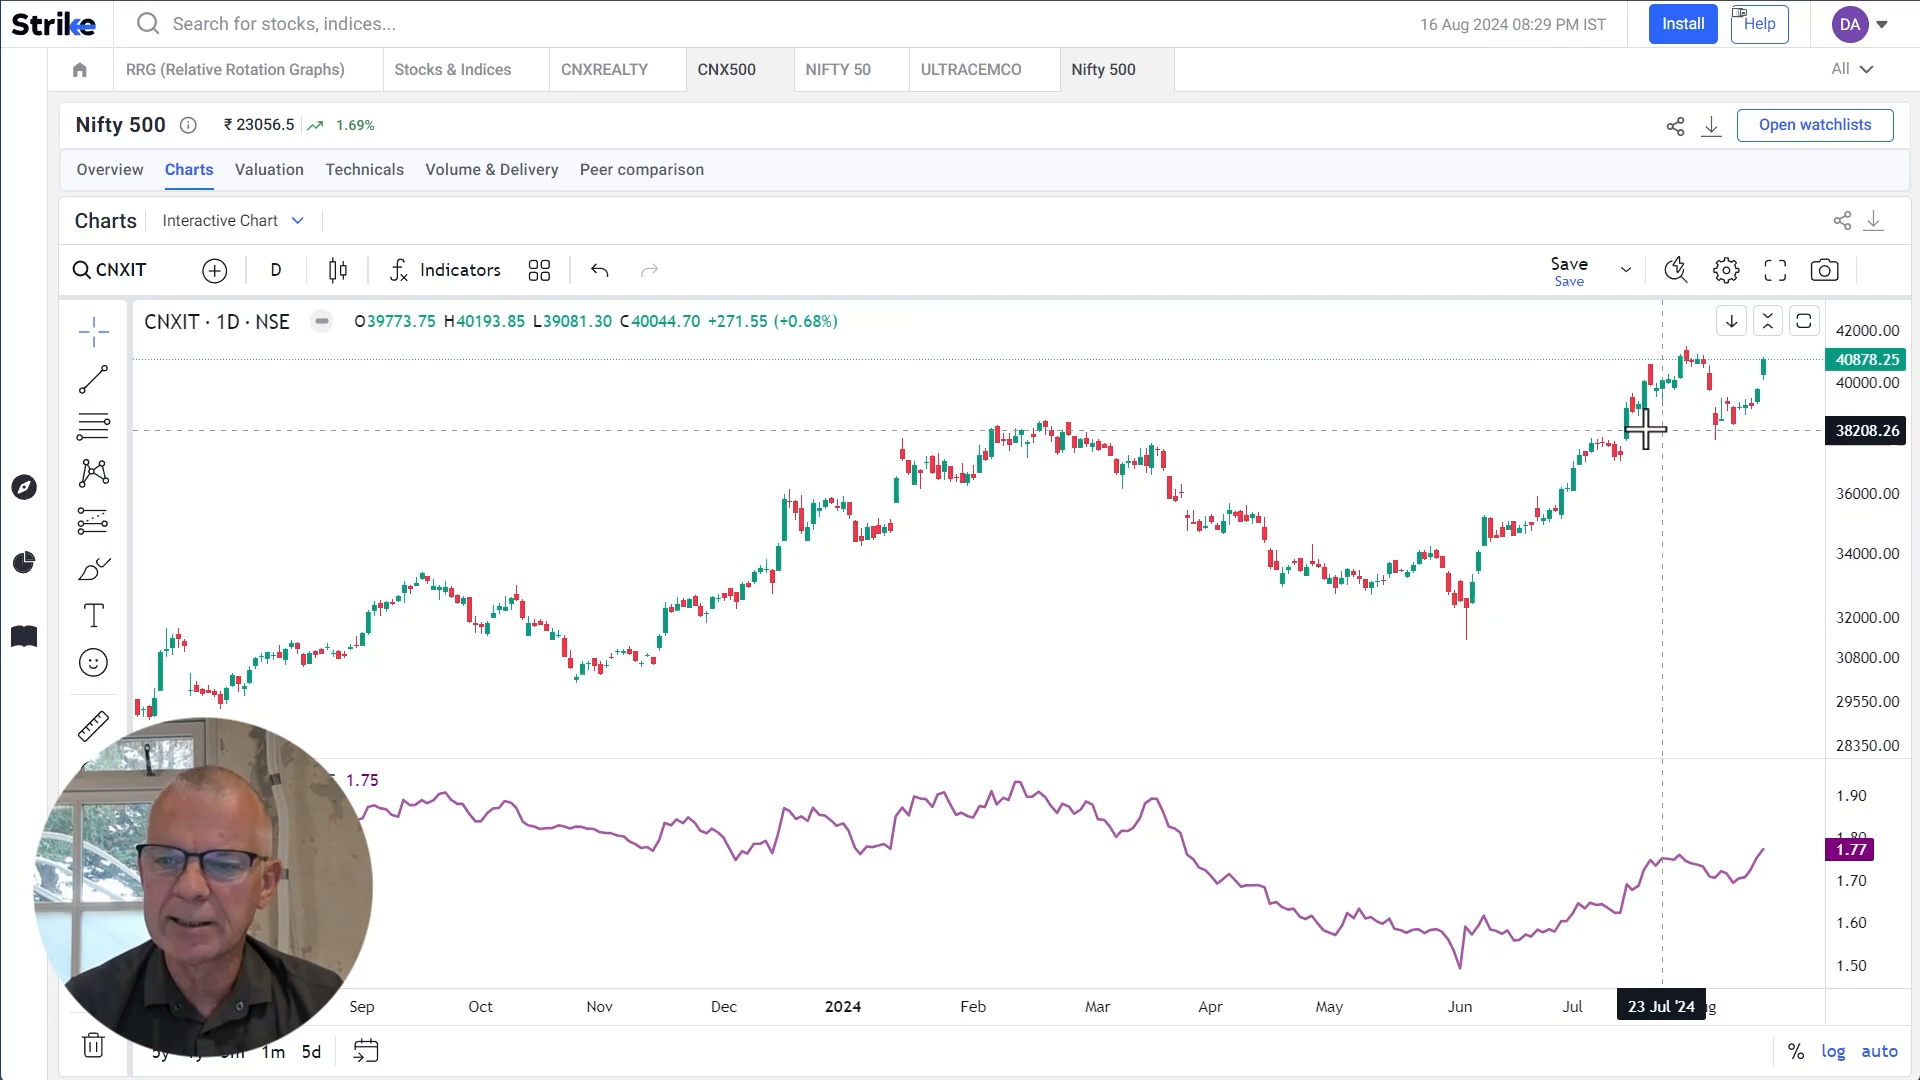 Strike
Search for stocks, indices...
16 Aug 2024 08:29 PM IST
Install
Help
DA
RRG (Relative Rotation Graphs)
Stocks & Indices
CNXREALTY
CNX500
NIFTY 50
ULTRACEMCO
Nifty 500
All
Nifty 500
₹ 23056.5
1.69%
Open watchlists
Overview
Charts
Valuation
Technicals
Volume & Delivery
Peer comparison
Charts
Interactive Chart
CNXIT
D
Indicators
Save
Save
CNXIT · 1D · NSE
O39773.75 H40193.85 L39081.30 C40044.70 +271.55 (+0.68%)
42000.00
40878.25
40000.00
38208.26
36000.00
34000.00
32000.00
30800.00
29550.00
28350.00
1.75
1.90
1.80
1.77
1.70
1.60
1.50
Sep
Oct
Nov
Dec
2024
Feb
Mar
Apr
May
Jun
Jul
23 Jul '24
1m
5d
%
log
auto